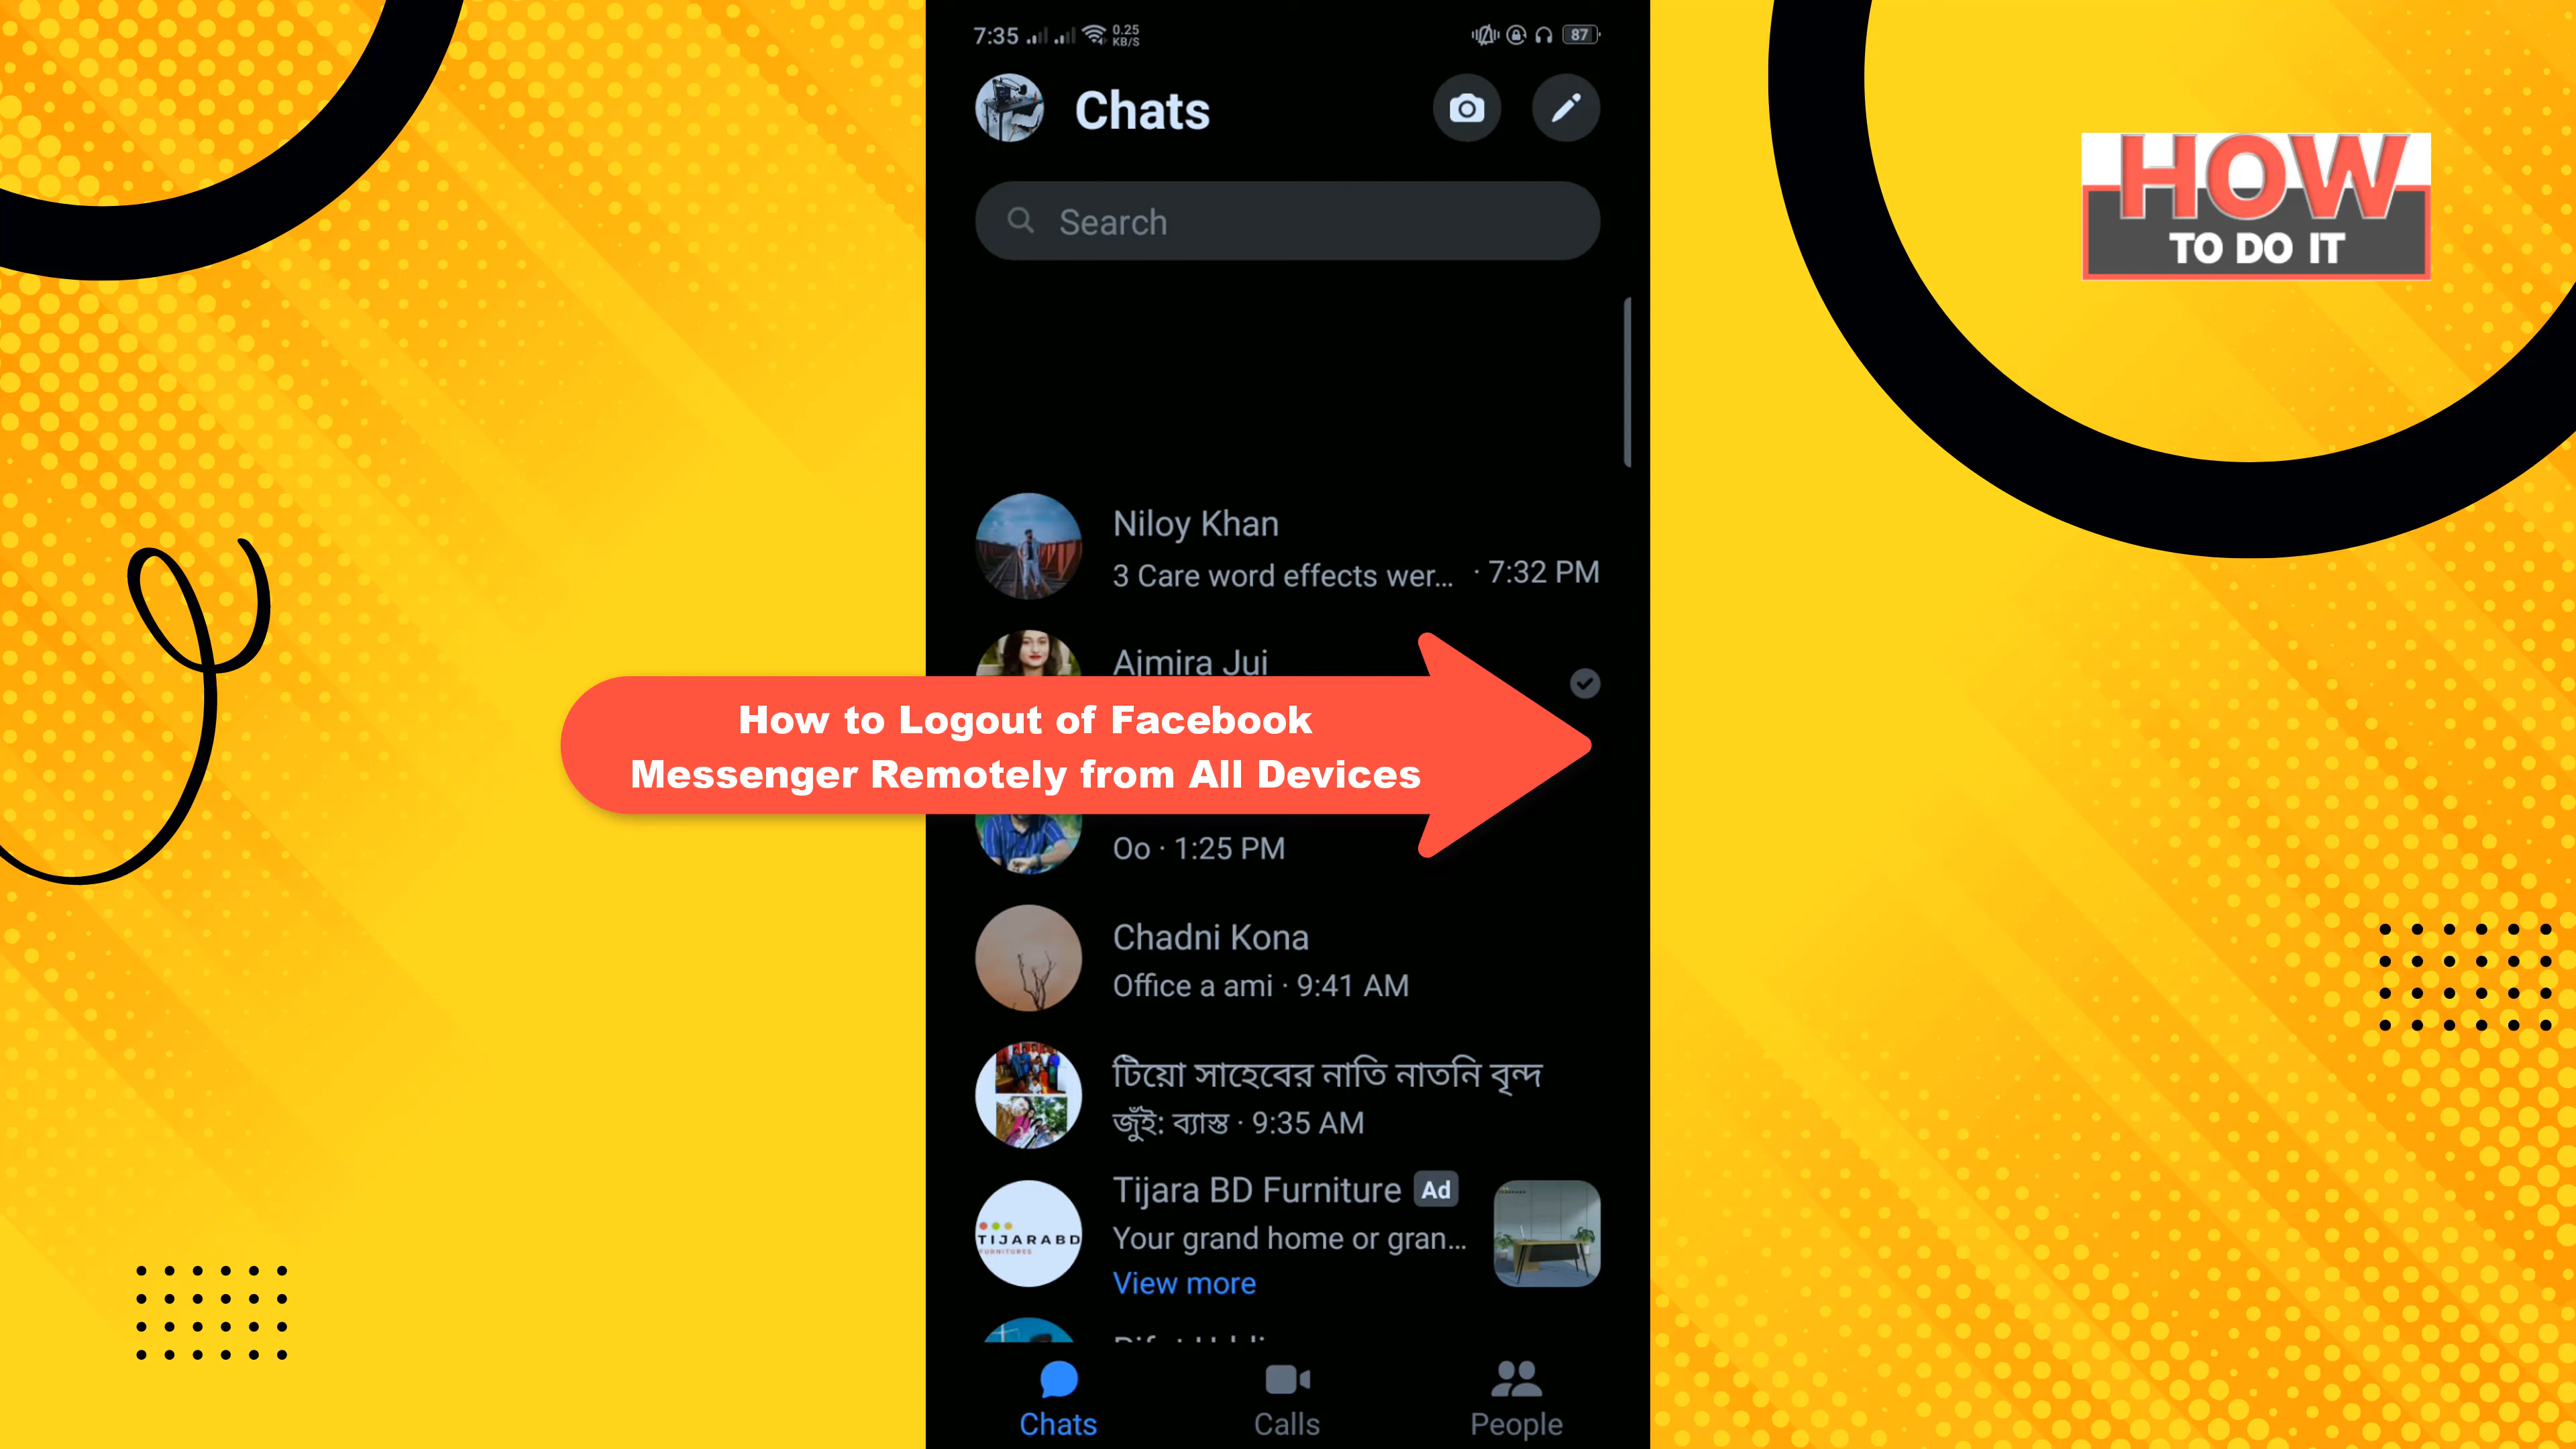 7:35 0.25 KB/S 87
Chats
HOW
TO DO IT
Search
Niloy Khan
3 Care word effects wer... · 7:32 PM
Ajmira Jui
How to Logout of Facebook
Messenger Remotely from All Devices
Oo · 1:25 PM
Chadni Kona
Office a ami · 9:41 AM
টিয়ো সাহেবের নাতি নাতনি বৃন্দ
জুঁই: ব্যাস্ত · 9:35 AM
Tijara BD Furniture Ad
Your grand home or gran...
TIJARABD
FURNITURES
View more
Chats Calls People